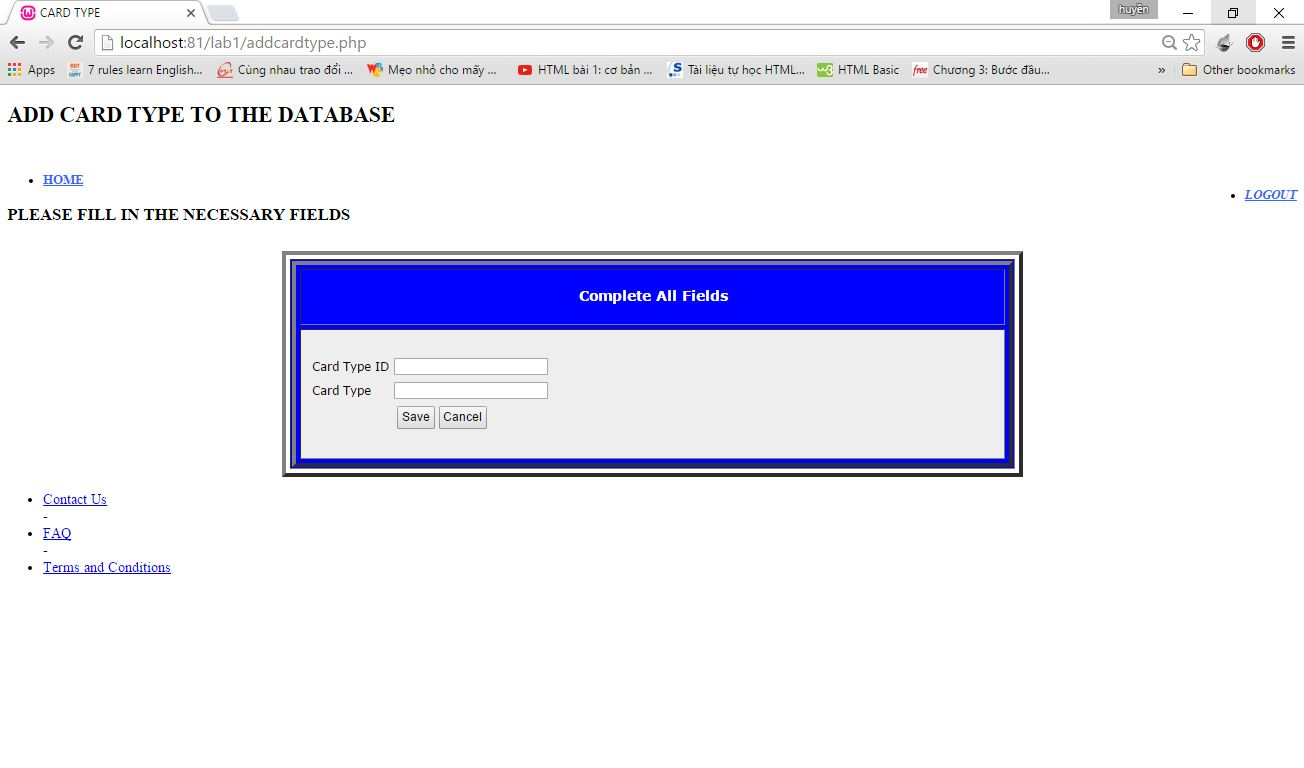 CARD TYPE
huyền
localhost:81/lab1/addcardtype.php
Apps 7 rules learn English... Cùng nhau trao đổi ... Mẹo nhỏ cho mấy ... HTML bài 1: cơ bản ... Tài liệu tự học HTML... HTML Basic Chương 3: Bước đầu... » Other bookmarks
ADD CARD TYPE TO THE DATABASE
HOME
LOGOUT
PLEASE FILL IN THE NECESSARY FIELDS
Complete All Fields
Card Type ID
Card Type
Save Cancel
Contact Us
-
FAQ
-
Terms and Conditions